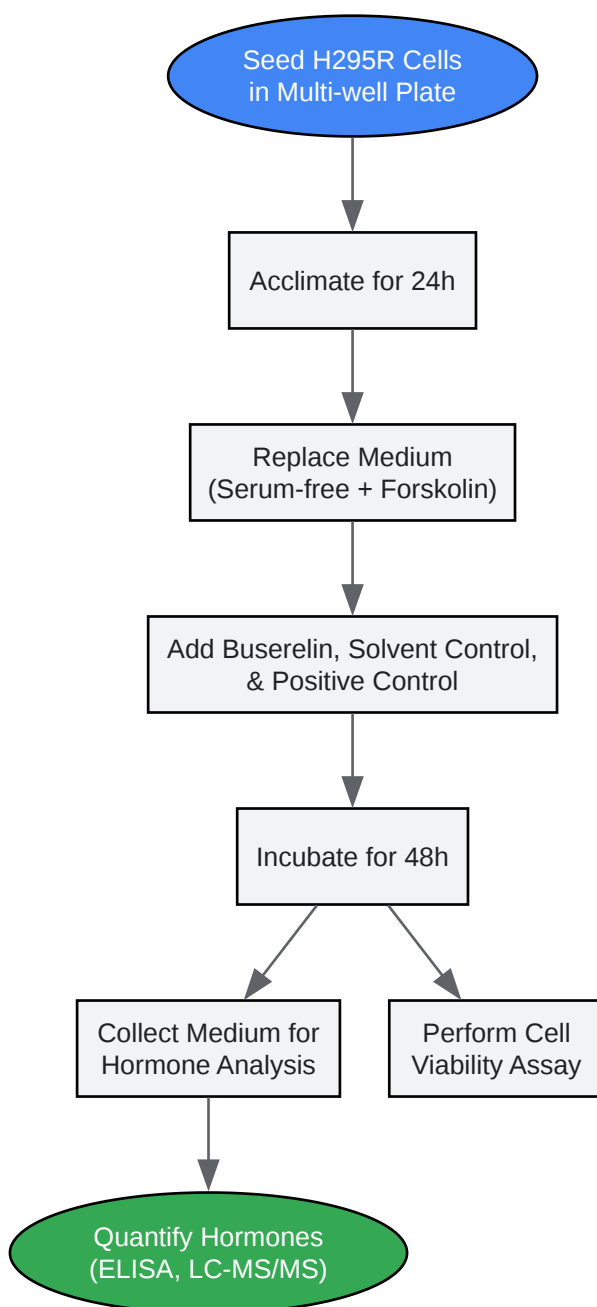 Seed H295R Cells
in Multi-well Plate
Acclimate for 24h
Replace Medium
(Serum-free + Forskolin)
Add Buserelin, Solvent Control,
& Positive Control
Incubate for 48h
Collect Medium for
Hormone Analysis
Perform Cell
Viability Assay
Quantify Hormones
(ELISA, LC-MS/MS)